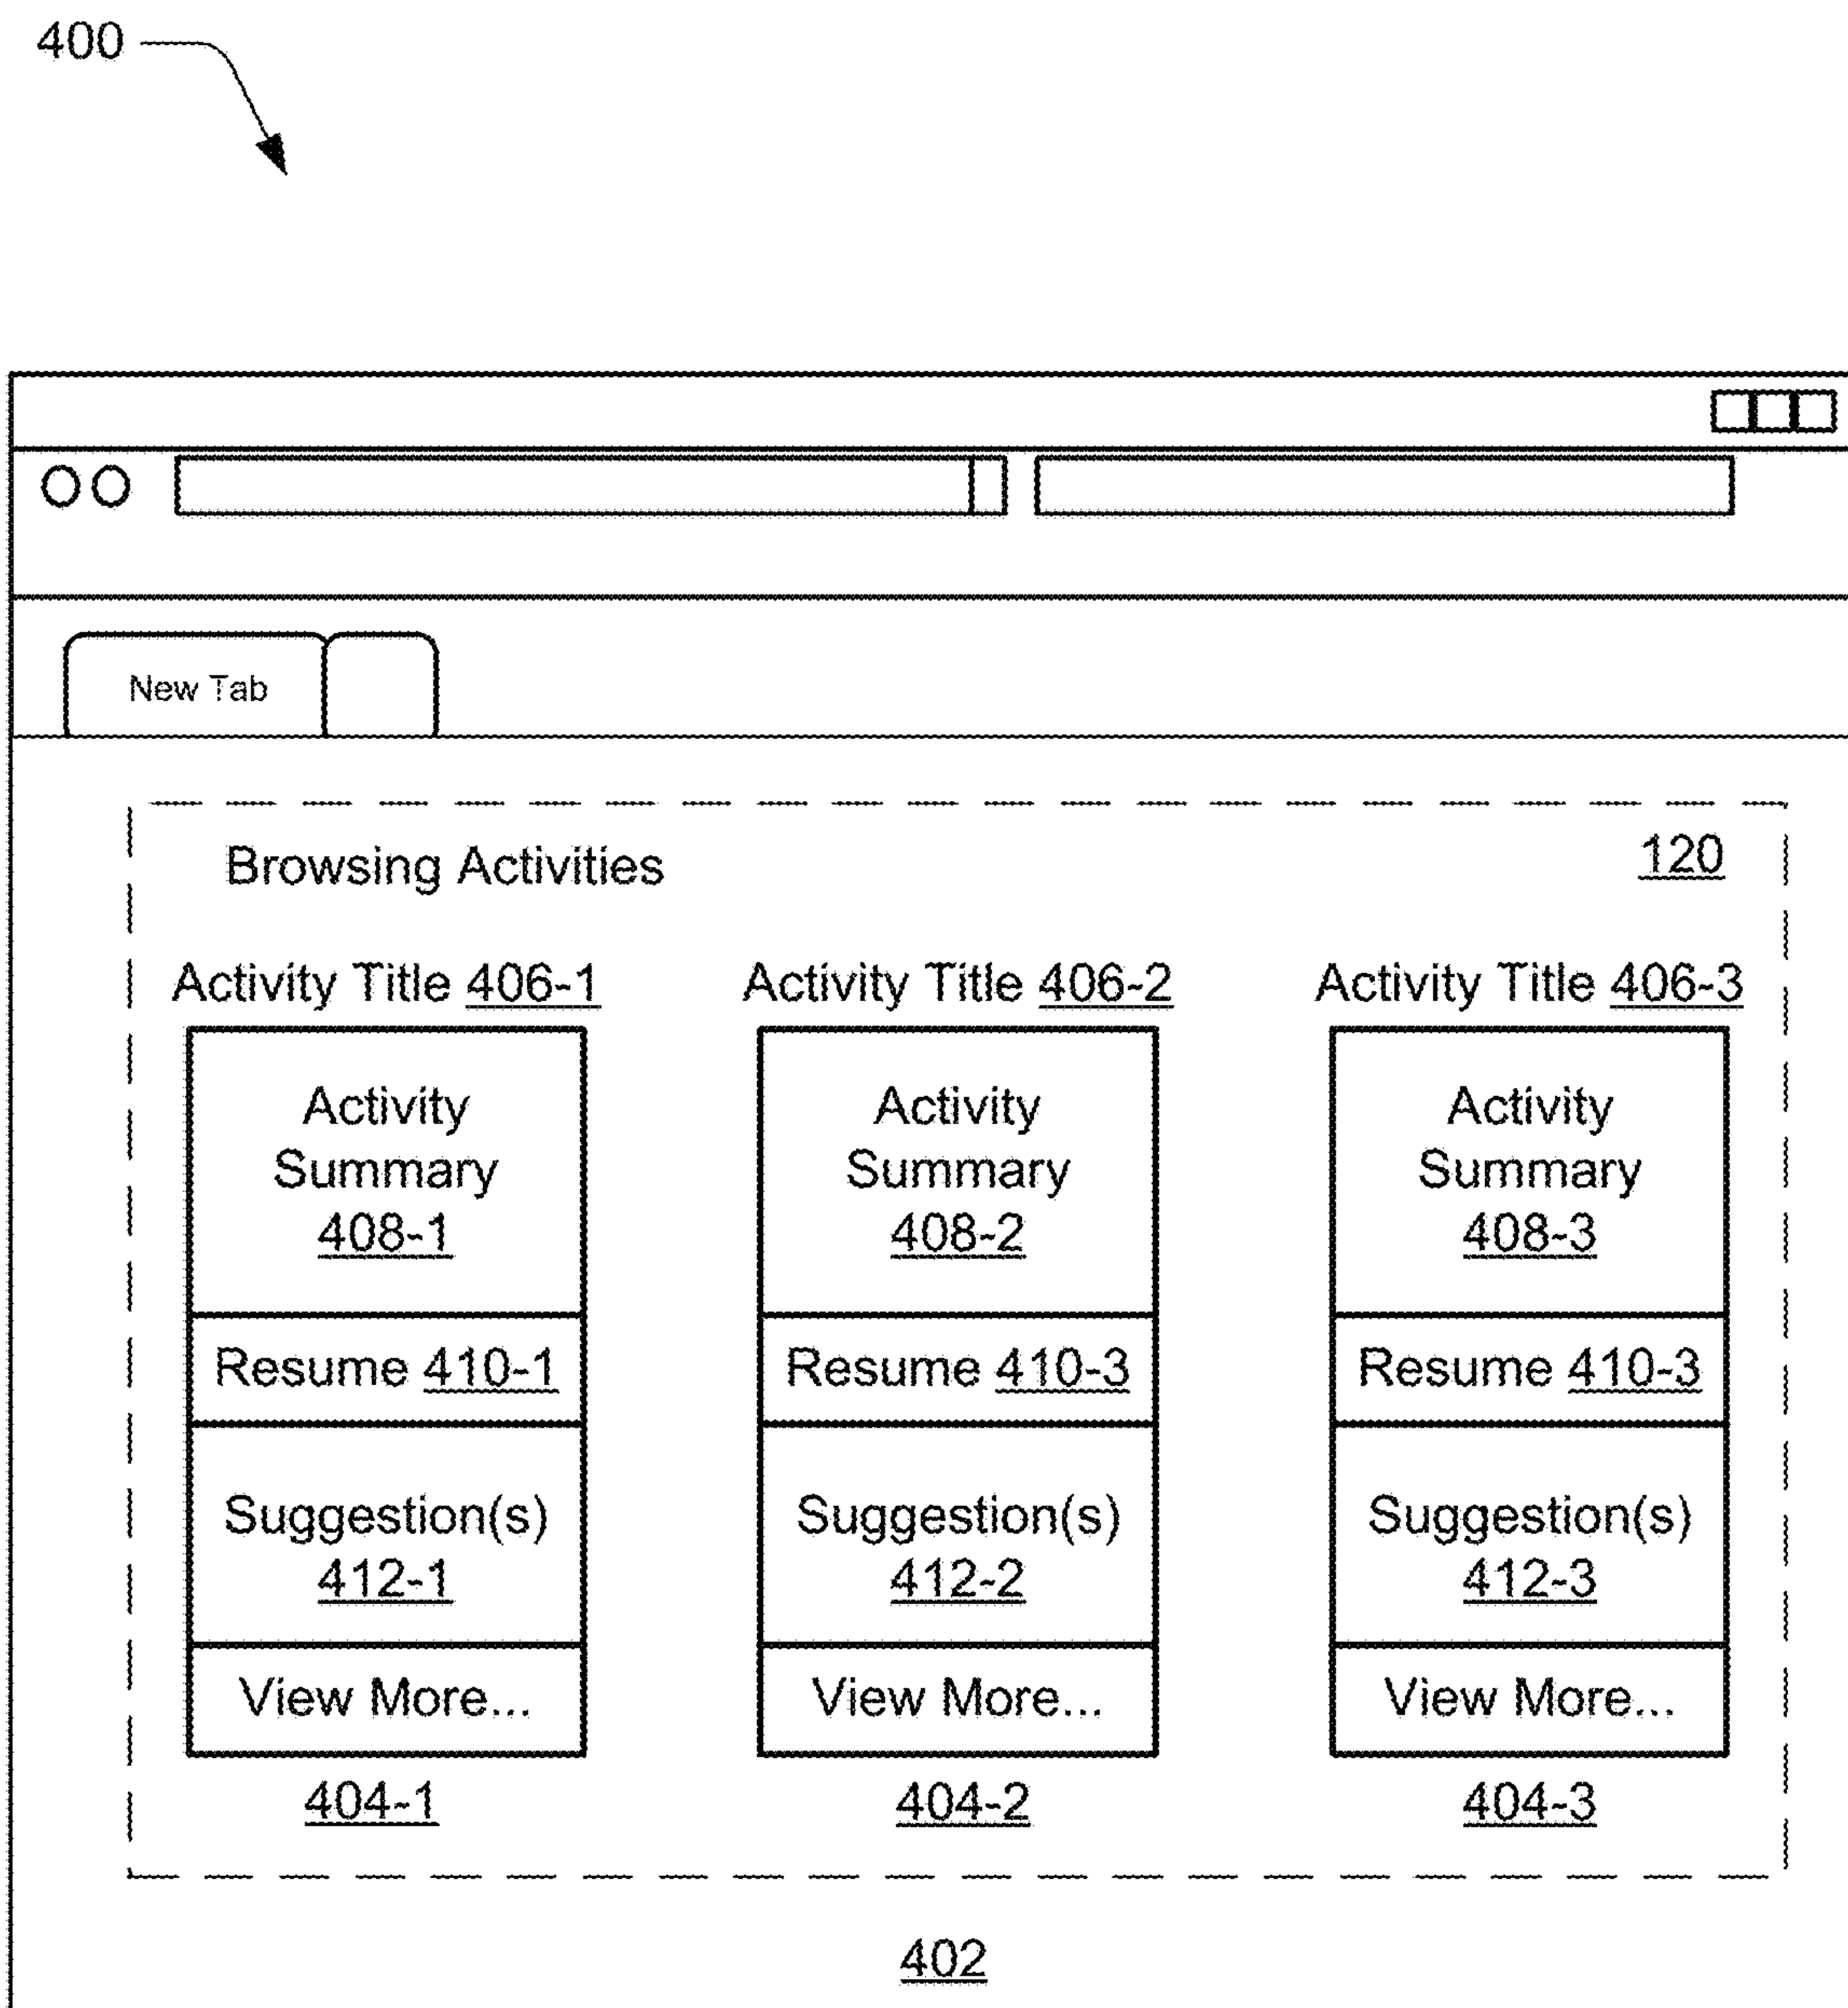 400
New Tab
Browsing Activities 120
Activity Title 406-1 Activity Title 406-2 Activity Title 406-3
Activity Activity Activity
Summary Summary Summary
408-1 408-2 408-3
Resume 410-1 Resume 410-3 Resume 410-3
Suggestion(s) Suggestion(s) Suggestion(s)
412-1 412-2 412-3
View More... View More... View More...
404-1 404-2 404-3
402